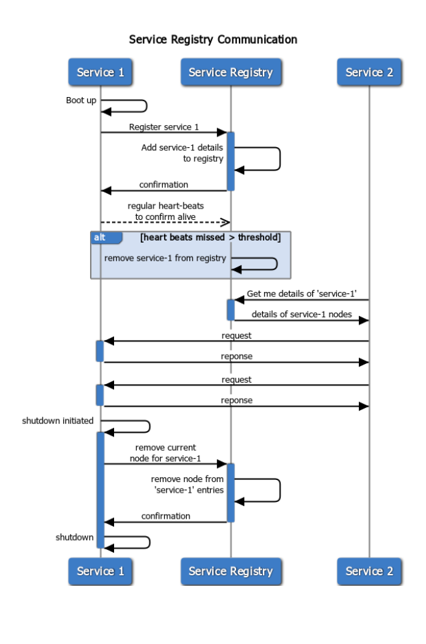 Service Registry Communication
Service 1
Service Registry
Service 2
Boot up
Register service 1
Add service-1 details
to registry
confirmation
regular heart-beats
to confirm alive
alt
[heart beats missed > threshold]
remove service-1 from registry
Get me details of 'service-1'
details of service-1 nodes
request
reponse
request
reponse
shutdown initiated
remove current
node for service-1
remove node from
'service-1' entries
confirmation
shutdown
Service 1
Service Registry
Service 2